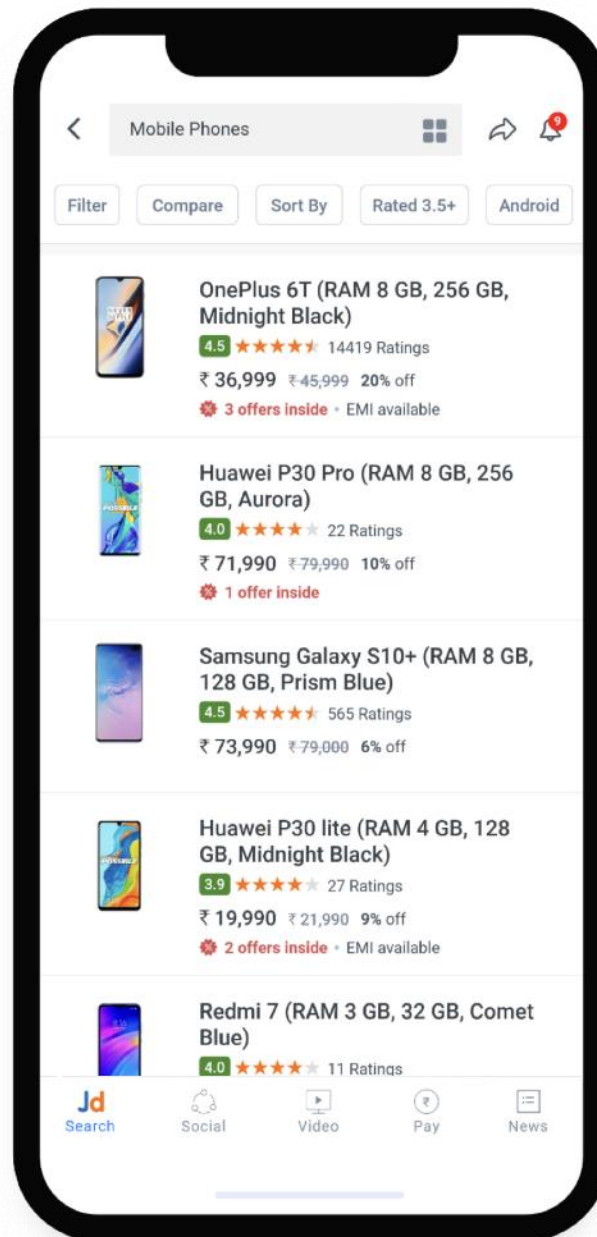 Mobile Phones
9
Filter Compare Sort By Rated 3.5+ Android
OnePlus 6T (RAM 8 GB, 256 GB,
Midnight Black)
4.5 14419 Ratings
₹ 36,999 ₹ 45,999 20% off
3 offers inside • EMI available
POSSIBLE
Huawei P30 Pro (RAM 8 GB, 256
GB, Aurora)
4.0 22 Ratings
₹ 71,990 ₹ 79,990 10% off
1 offer inside
Samsung Galaxy S10+ (RAM 8 GB,
128 GB, Prism Blue)
4.5 565 Ratings
₹ 73,990 ₹ 79,000 6% off
POSSIBLE
Huawei P30 lite (RAM 4 GB, 128
GB, Midnight Black)
3.9 27 Ratings
₹ 19,990 ₹ 21,990 9% off
2 offers inside • EMI available
Redmi 7 (RAM 3 GB, 32 GB, Comet
Blue)
4.0 11 Ratings
Jd ₹
Search Social Video Pay News